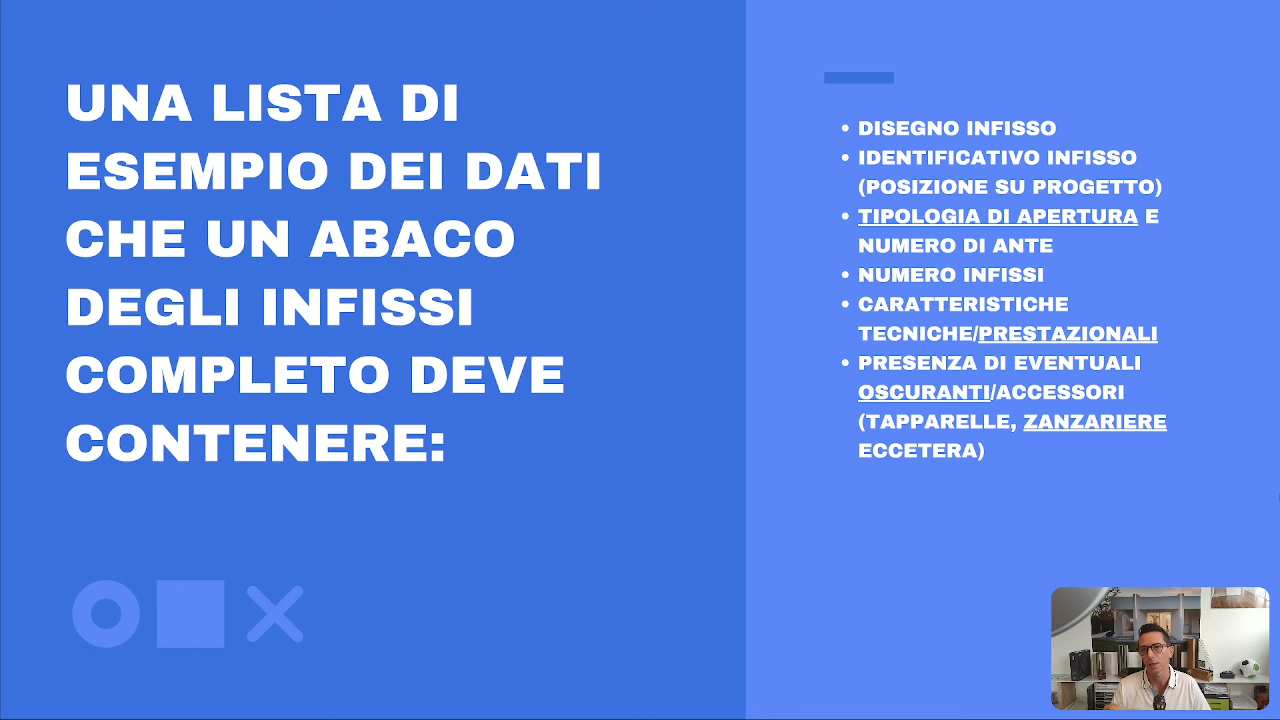 UNA LISTA DI
ESEMPIO DEI DATI
CHE UN ABACO
DEGLI INFISSI
COMPLETO DEVE
CONTENERE:
• DISEGNO INFISSO
• IDENTIFICATIVO INFISSO
(POSIZIONE SU PROGETTO)
• TIPOLOGIA DI APERTURA E
NUMERO DI ANTE
• NUMERO INFISSI
• CARATTERISTICHE
TECNICHE/PRESTAZIONALI
• PRESENZA DI EVENTUALI
OSCURANTI/ACCESSORI
(TAPPARELLE, ZANZARIERE
ECCETERA)